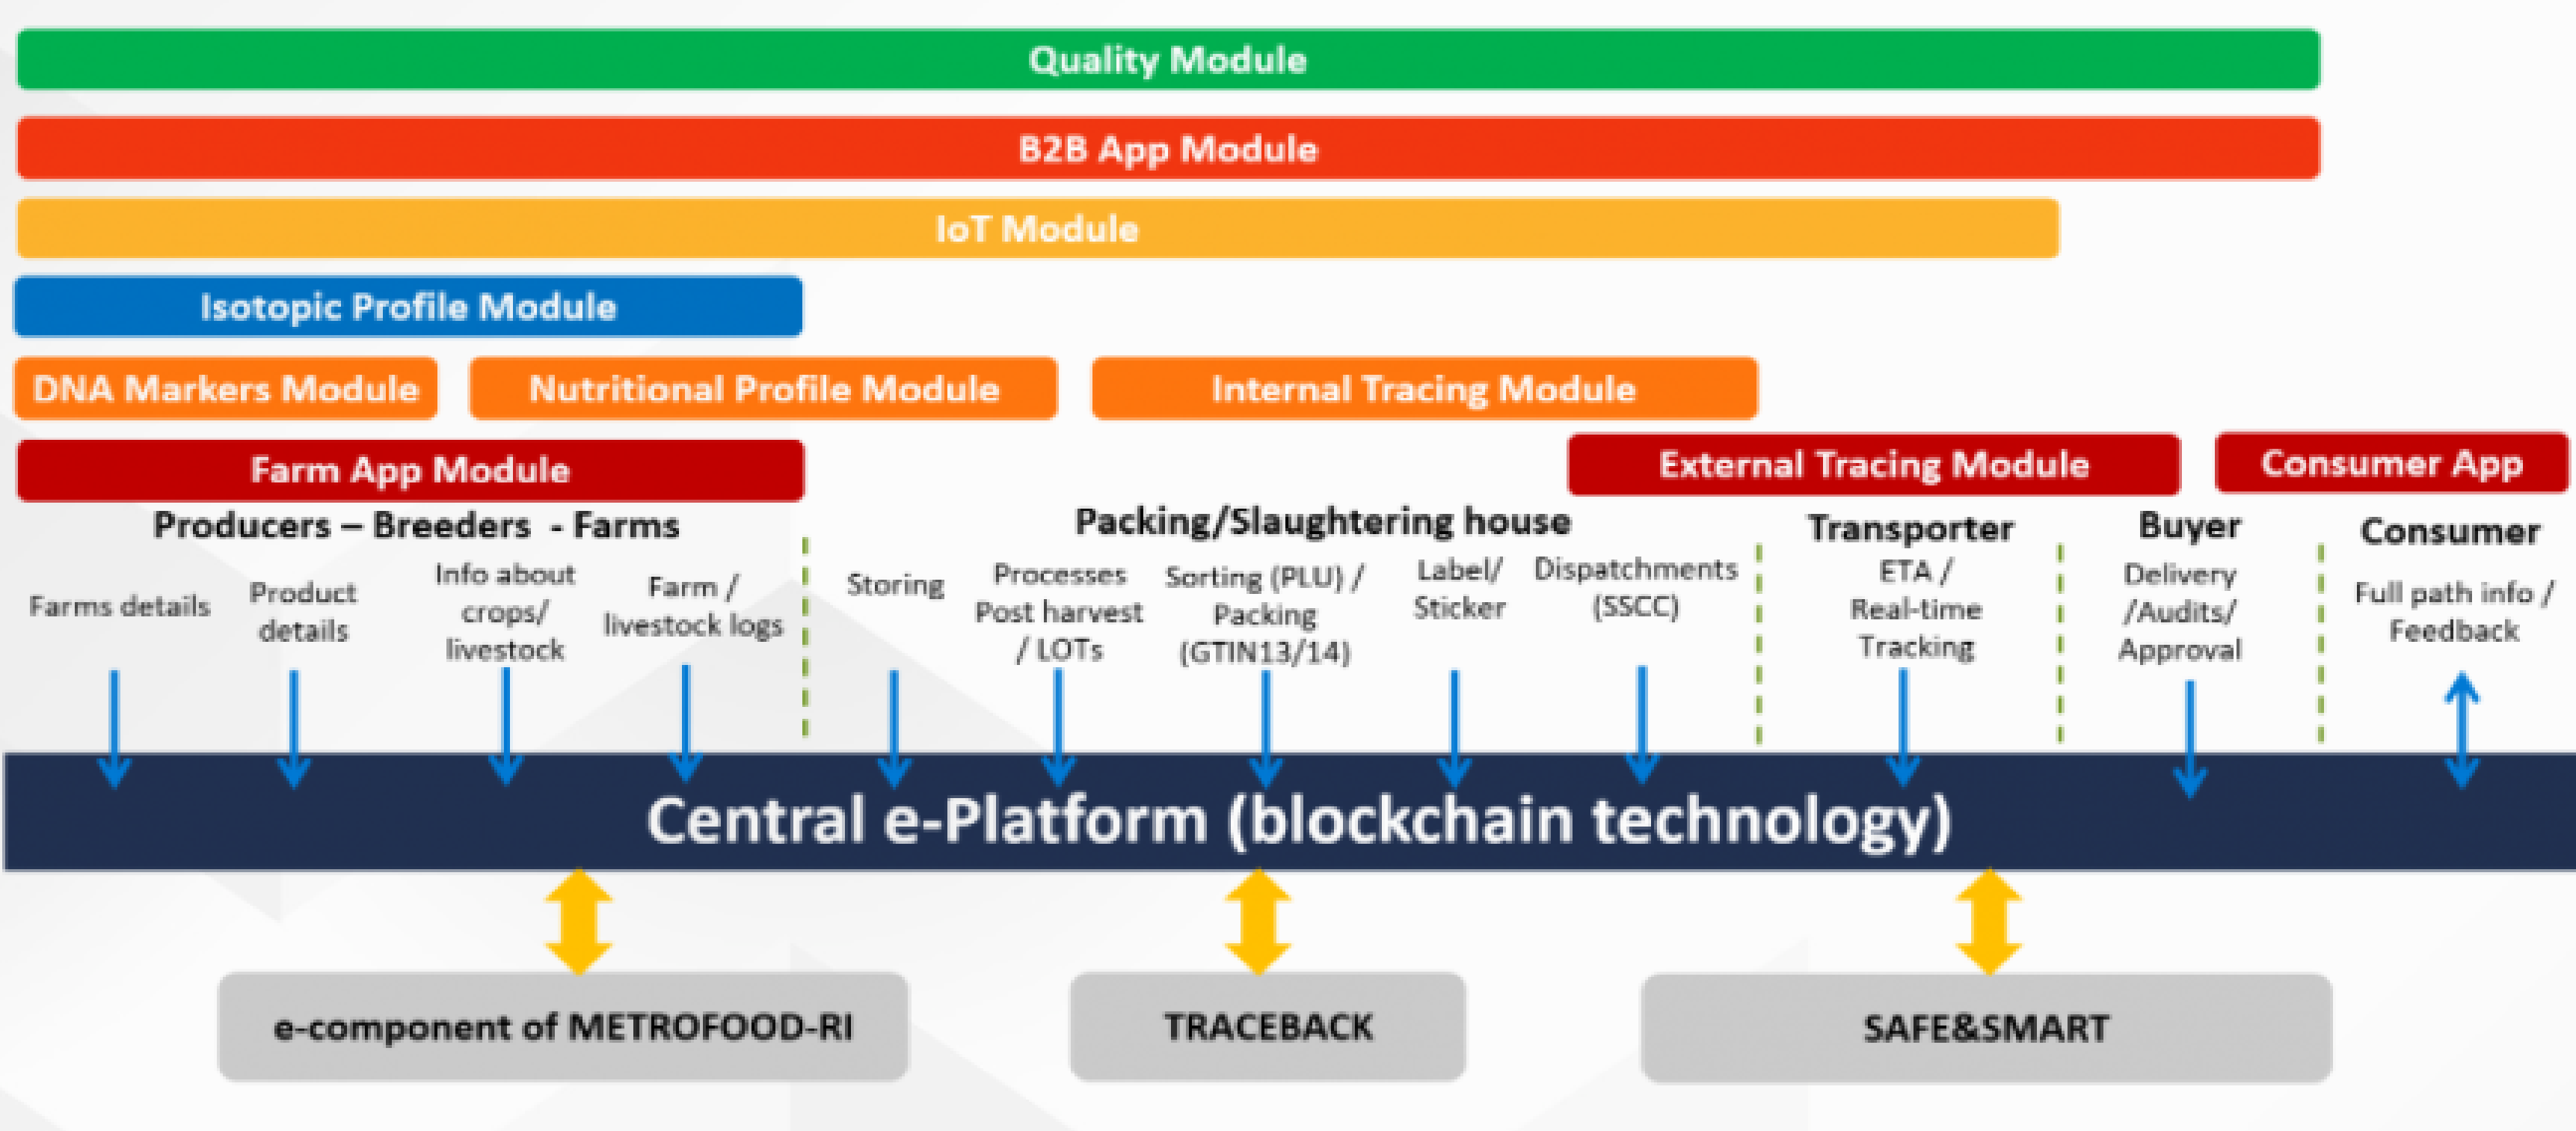 Quality Module
B2B App Module
IoT Module
Isotopic Profile Module
DNA Markers Module
Nutritional Profile Module
Internal Tracing Module
Farm App Module
External Tracing Module
Consumer App
Producers – Breeders - Farms
Farms details
Product
details
Info about
crops/
livestock
Farm /
livestock logs
Packing/Slaughtering house
Storing
Processes
Post harvest
/ LOTs
Sorting (PLU) /
Packing
(GTIN13/14)
Label/
Sticker
Dispatchments
(SSCC)
Transporter
ETA /
Real-time
Tracking
Buyer
Delivery
/Audits/
Approval
Consumer
Full path info /
Feedback
Central e-Platform (blockchain technology)
e-component of METROFOOD-RI
TRACEBACK
SAFE&SMART